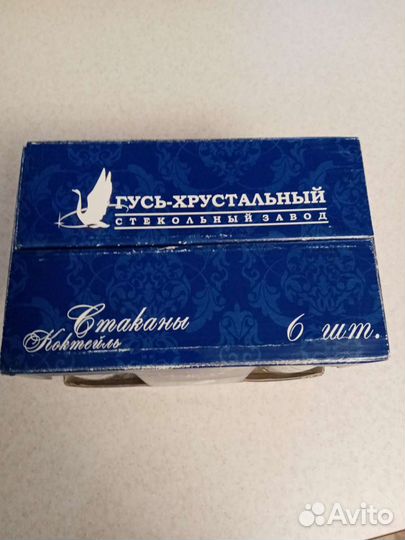 ГУСЬ-ХРУСТАЛЬНЫЙ
СТЕКОЛЬНЫЙ ЗАВОД
Стаканы
Коктейль
6 шт.
Avito